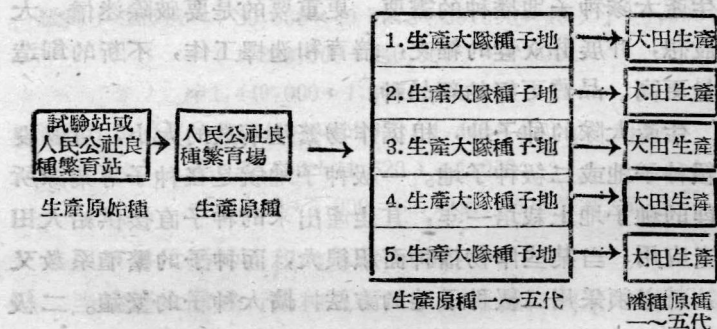 試驗站或
人民公社良
種繁育站
生產原始種
人民公社良
種繁育場
生產原種
1.生產大隊種子地
2.生產大隊種子地
3.生產大隊種子地
4.生產大隊種子地
5.生產大隊種子地
生產原種一～五代
大田生產
大田生產
大田生產
大田生產
大田生產
播種原種
一～五代